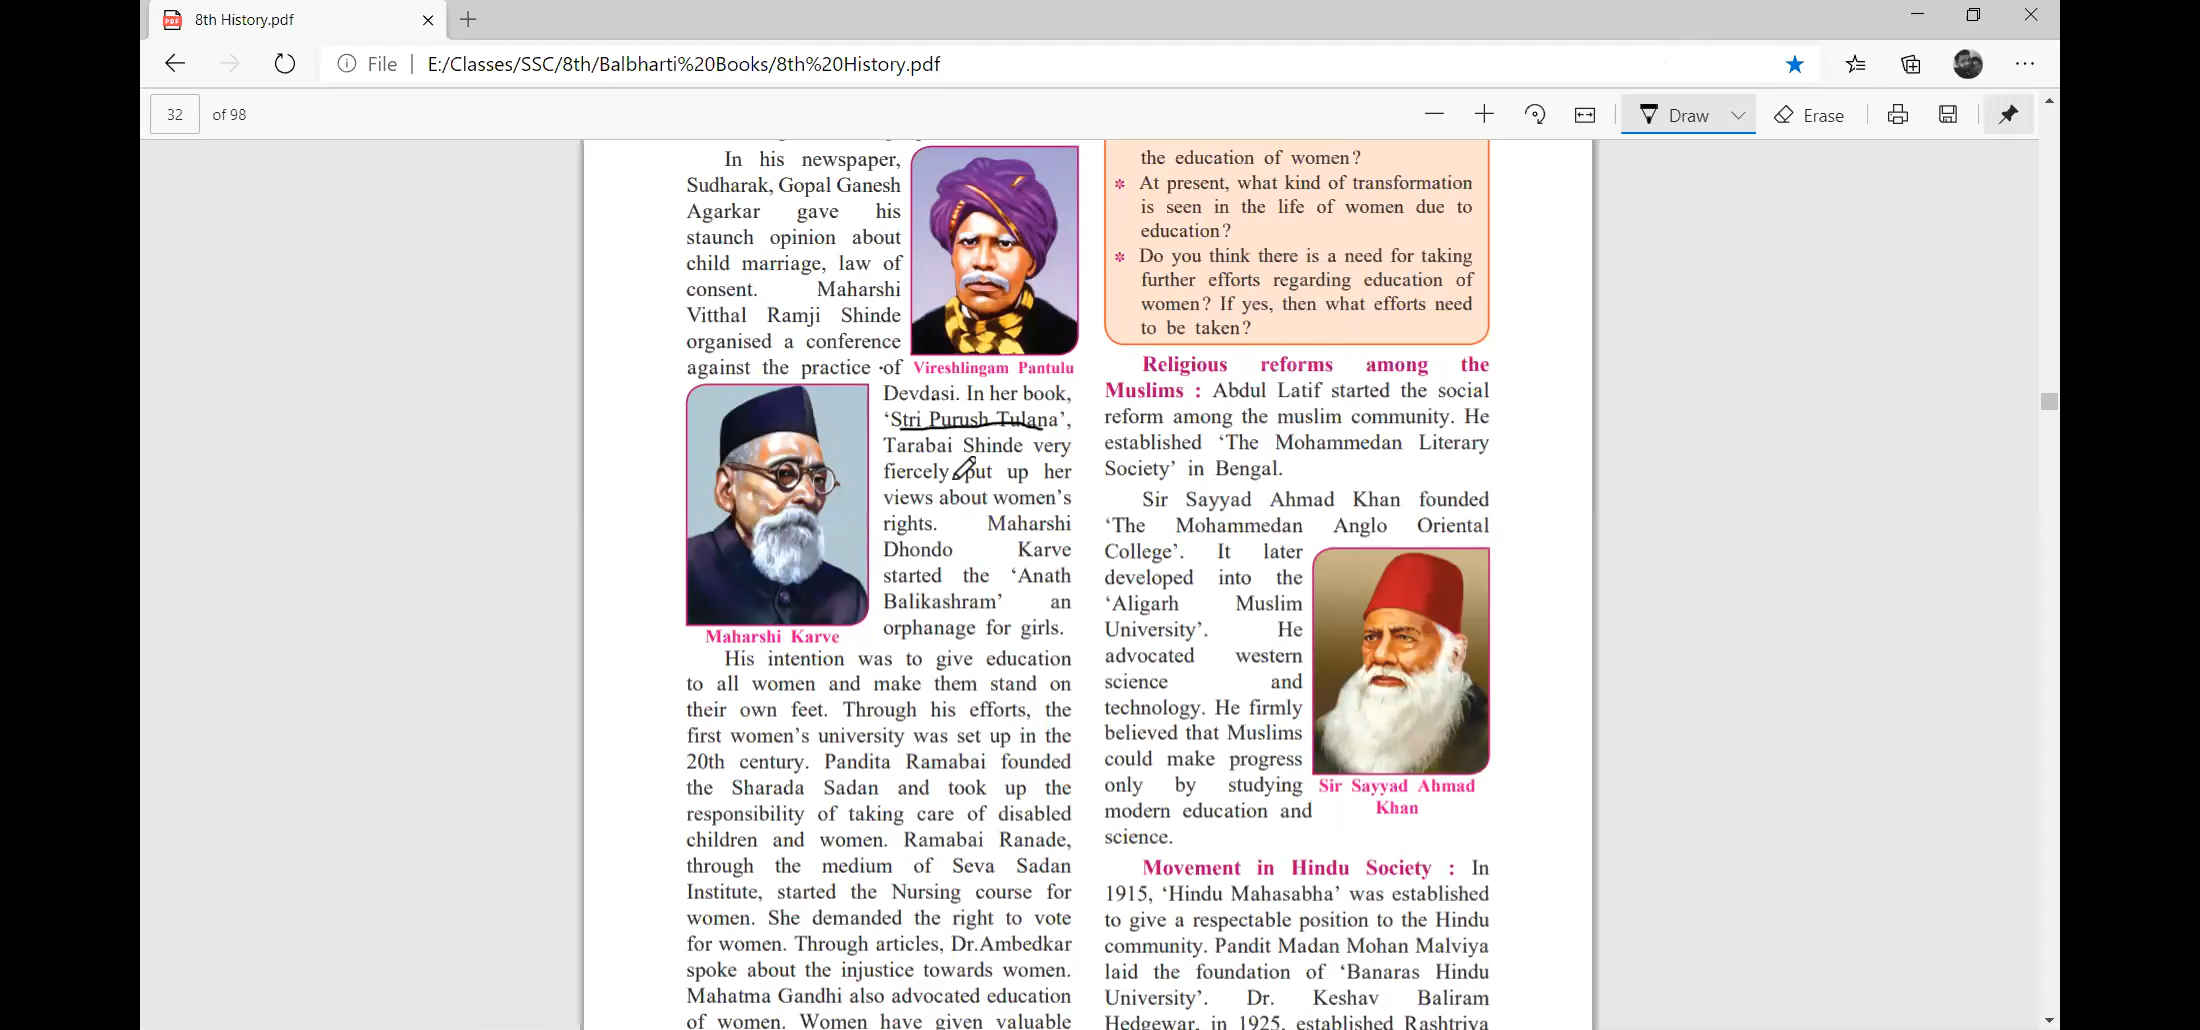 8th History.pdf
File | E:/Classes/SSC/8th/Balbharti%20Books/8th%20History.pdf
32 of 98
Draw
Erase
In his newspaper,
Sudharak, Gopal Ganesh
Agarkar gave his
staunch opinion about
child marriage, law of
consent. Maharshi
Vitthal Ramji Shinde
organised a conference
against the practice of
Vireshlingam Pantulu
Devdasi. In her book,
‘Stri Purush Tulana’,
Tarabai Shinde very
fiercely put up her
views about women’s
rights. Maharshi
Dhondo Karve
started the ‘Anath
Balikashram’ an
orphanage for girls.
Maharshi Karve
His intention was to give education
to all women and make them stand on
their own feet. Through his efforts, the
first women’s university was set up in the
20th century. Pandita Ramabai founded
the Sharada Sadan and took up the
responsibility of taking care of disabled
children and women. Ramabai Ranade,
through the medium of Seva Sadan
Institute, started the Nursing course for
women. She demanded the right to vote
for women. Through articles, Dr.Ambedkar
spoke about the injustice towards women.
Mahatma Gandhi also advocated education
of women. Women have given valuable
the education of women?
* At present, what kind of transformation
is seen in the life of women due to
education?
* Do you think there is a need for taking
further efforts regarding education of
women? If yes, then what efforts need
to be taken?
Religious reforms among the
Muslims : Abdul Latif started the social
reform among the muslim community. He
established ‘The Mohammedan Literary
Society’ in Bengal.
Sir Sayyad Ahmad Khan founded
‘The Mohammedan Anglo Oriental
College’. It later
developed into the
‘Aligarh Muslim
University’. He
advocated western
science and
technology. He firmly
believed that Muslims
could make progress
only by studying
modern education and
science.
Sir Sayyad Ahmad
Khan
Movement in Hindu Society : In
1915, ‘Hindu Mahasabha’ was established
to give a respectable position to the Hindu
community. Pandit Madan Mohan Malviya
laid the foundation of ‘Banaras Hindu
University’. Dr. Keshav Baliram
Hedgewar, in 1925, established Rashtriya